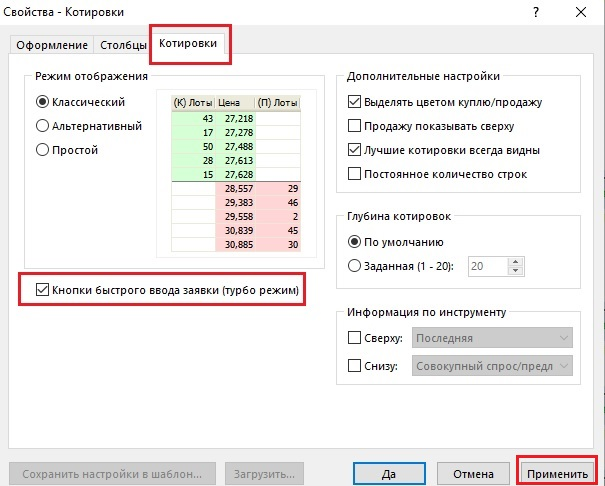 Свойства - Котировки
Оформление Столбцы Котировки
Режим отображения
Классический
Альтернативный
Простой
(К) Лоты Цена (П) Лоты
43 27,218
17 27,278
50 27,488
28 27,613
15 27,628
28,557 29
29,383 46
29,558 2
30,839 45
30,885 30
Кнопки быстрого ввода заявки (турбо режим)
Дополнительные настройки
Выделять цветом куплю/продажу
Продажу показывать сверху
Лучшие котировки всегда видны
Постоянное количество строк
Глубина котировок
По умолчанию
Заданная (1 - 20): 20
Информация по инструменту
Сверху: Последняя
Снизу: Совокупный спрос/предл
Сохранить настройки в шаблон... Загрузить... Да Отмена Применить